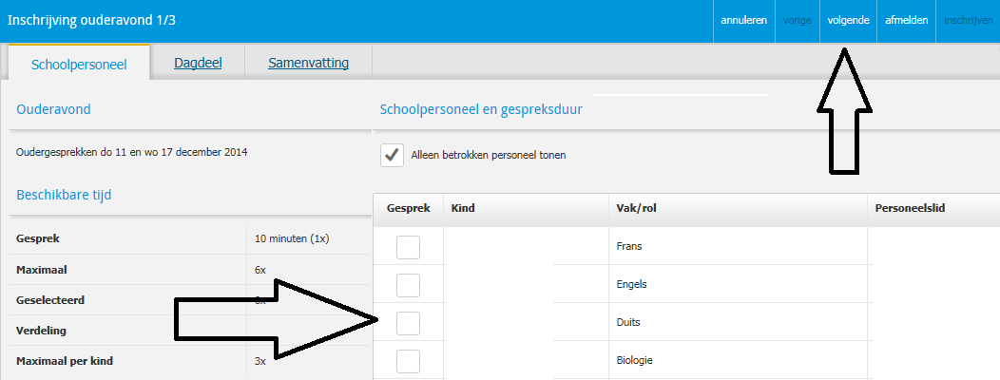 Inschrijving ouderavond 1/3
annuleren vorige volgende afmelden inschrijven
Schoolpersoneel Dagdeel Samenvatting
Ouderavond
Oudergesprekken do 11 en wo 17 december 2014
Beschikbare tijd
Gesprek 10 minuten (1x)
Maximaal 6x
Geselecteerd
Verdeling
Maximaal per kind 3x
Schoolpersoneel en gespreksduur
Alleen betrokken personeel tonen
Gesprek Kind Vak/rol Personeelslid
Frans
Engels
Duits
Biologie